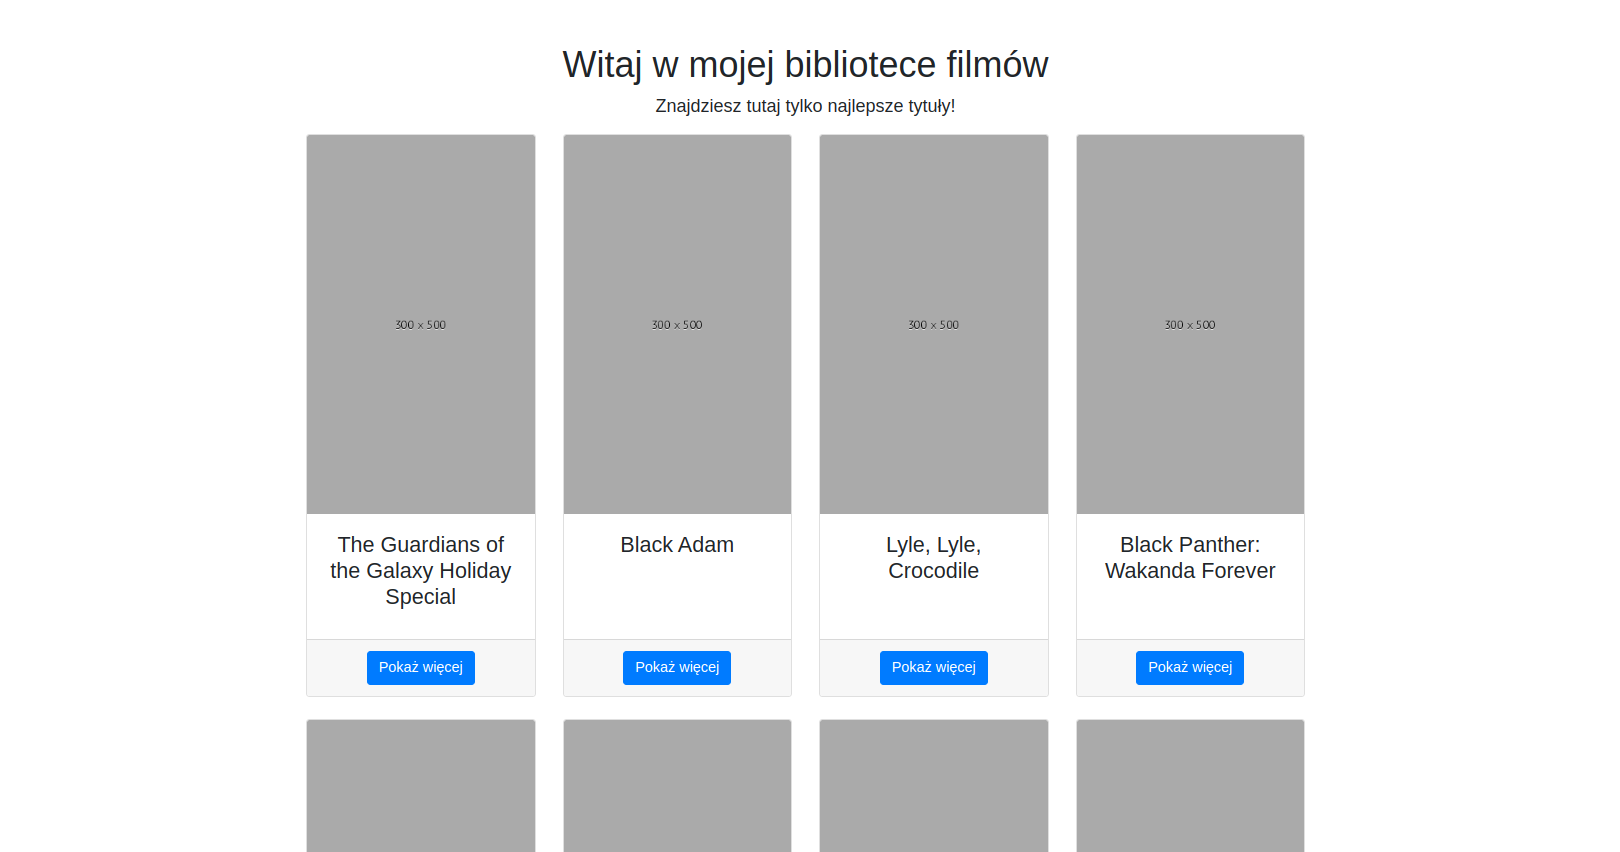 Witaj w mojej bibliotece filmów
Znajdziesz tutaj tylko najlepsze tytuły!
300 x 500
300 x 500
300 x 500
300 x 500
The Guardians of
the Galaxy Holiday
Special
Black Adam
Lyle, Lyle,
Crocodile
Black Panther:
Wakanda Forever
Pokaż więcej
Pokaż więcej
Pokaż więcej
Pokaż więcej